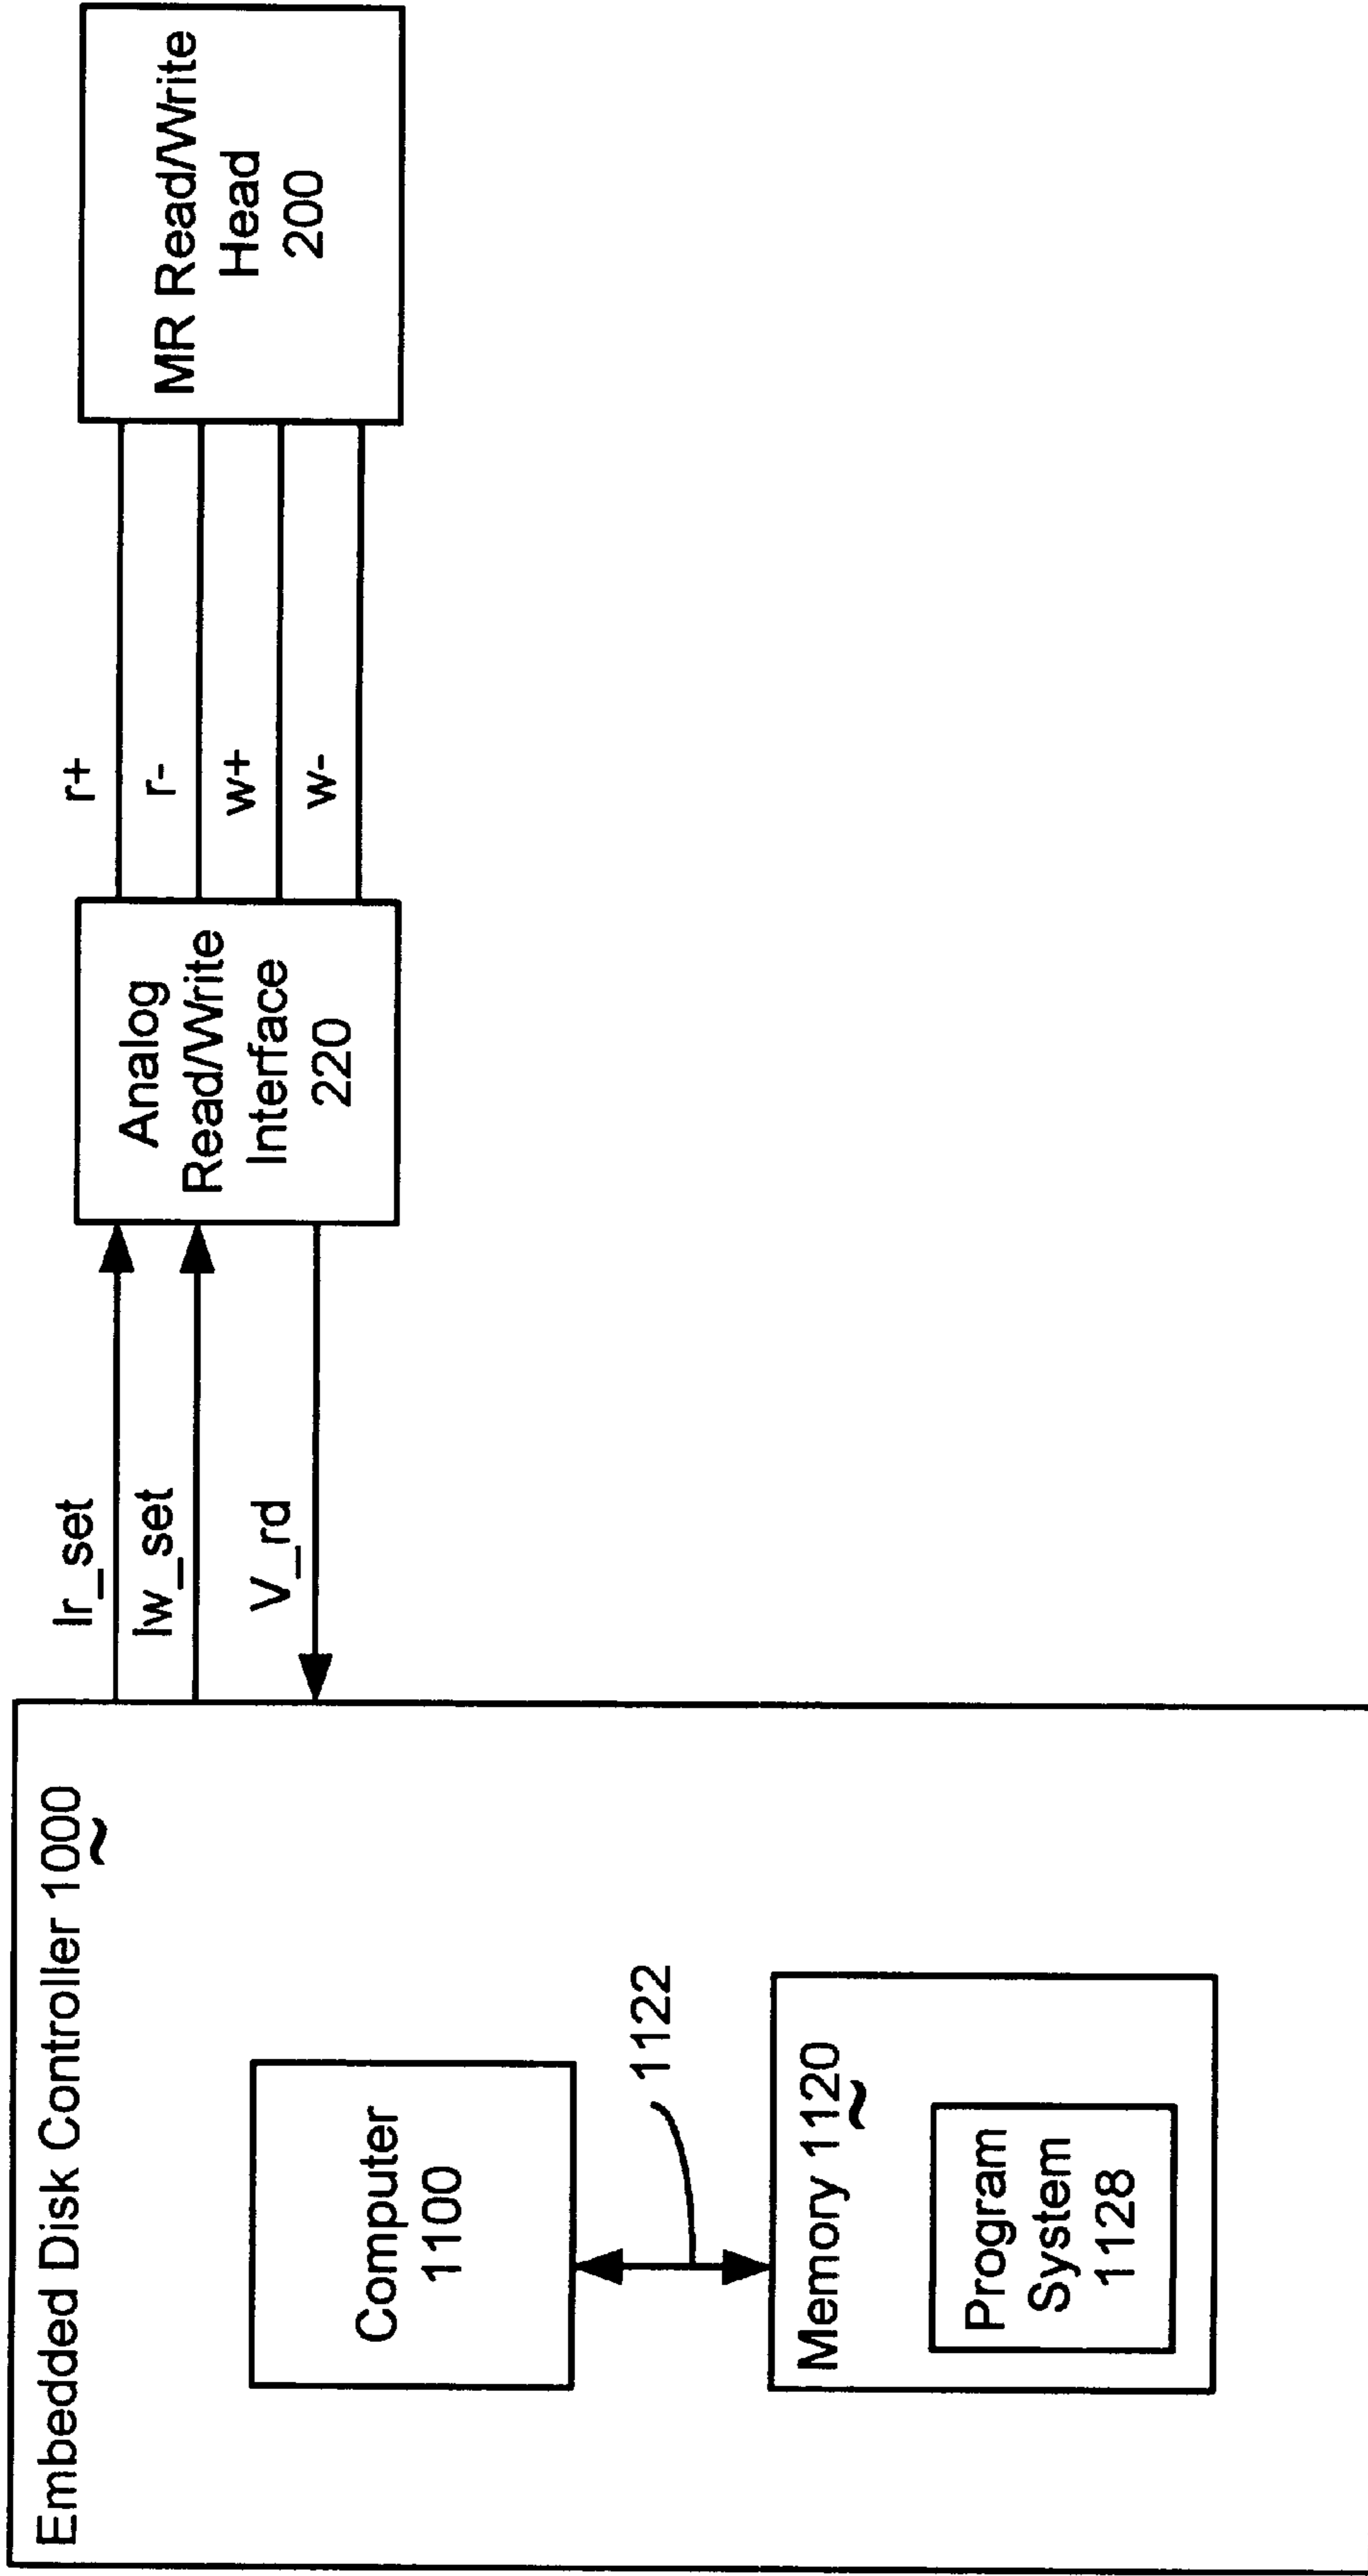 Embedded Disk Controller 1000
Computer
1100
1122
Memory 1120
Program
System
1128
Ir_set
Iw_set
V_rd
Analog
Read/Write
Interface
220
r+
r-
w+
w-
MR Read/Write
Head
200